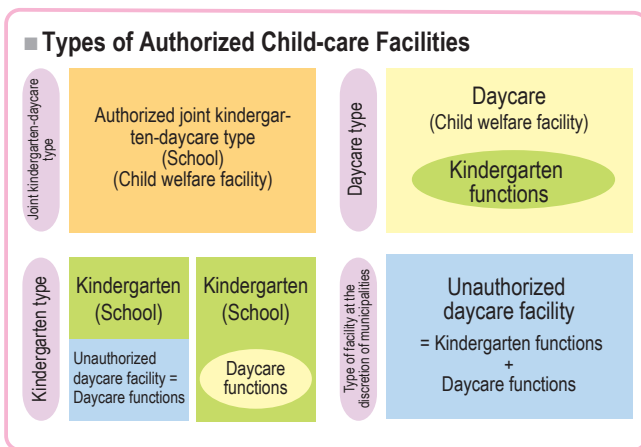 ■ Types of Authorized Child-care Facilities
Joint kindergarten-daycare
type
Authorized joint kindergar-
ten-daycare type
(School)
(Child welfare facility)
Daycare type
Daycare
(Child welfare facility)
Kindergarten
functions
Kindergarten type
Kindergarten
(School)
Unauthorized
daycare facility =
Daycare functions
Kindergarten
(School)
Daycare
functions
Type of facility at the
discretion of municipalities
Unauthorized
daycare facility
= Kindergarten functions
+
Daycare functions